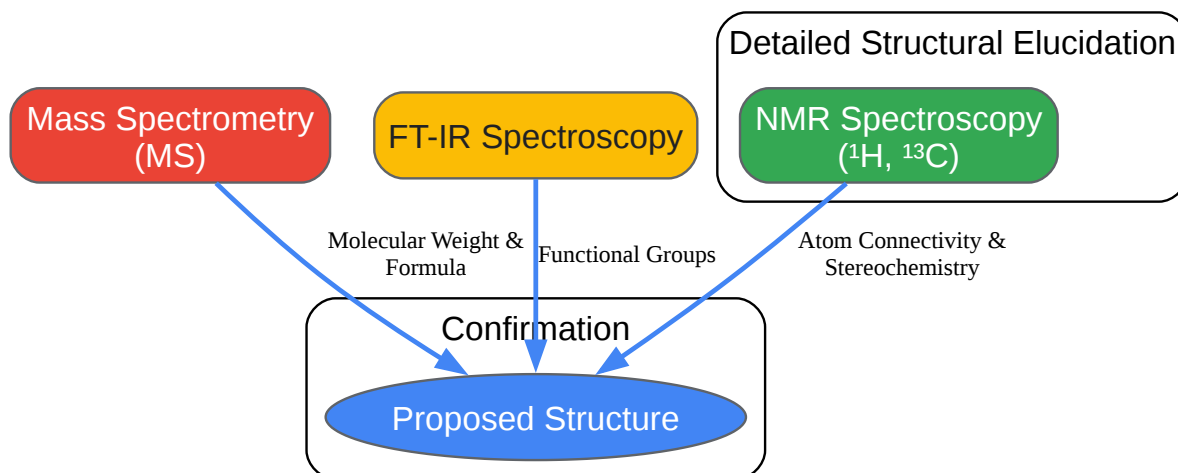 Detailed Structural Elucidation
Mass Spectrometry
(MS)
FT-IR Spectroscopy
NMR Spectroscopy
(¹H, ¹³C)
Molecular Weight &
Formula
Functional Groups
Atom Connectivity &
Stereochemistry
Confirmation
Proposed Structure